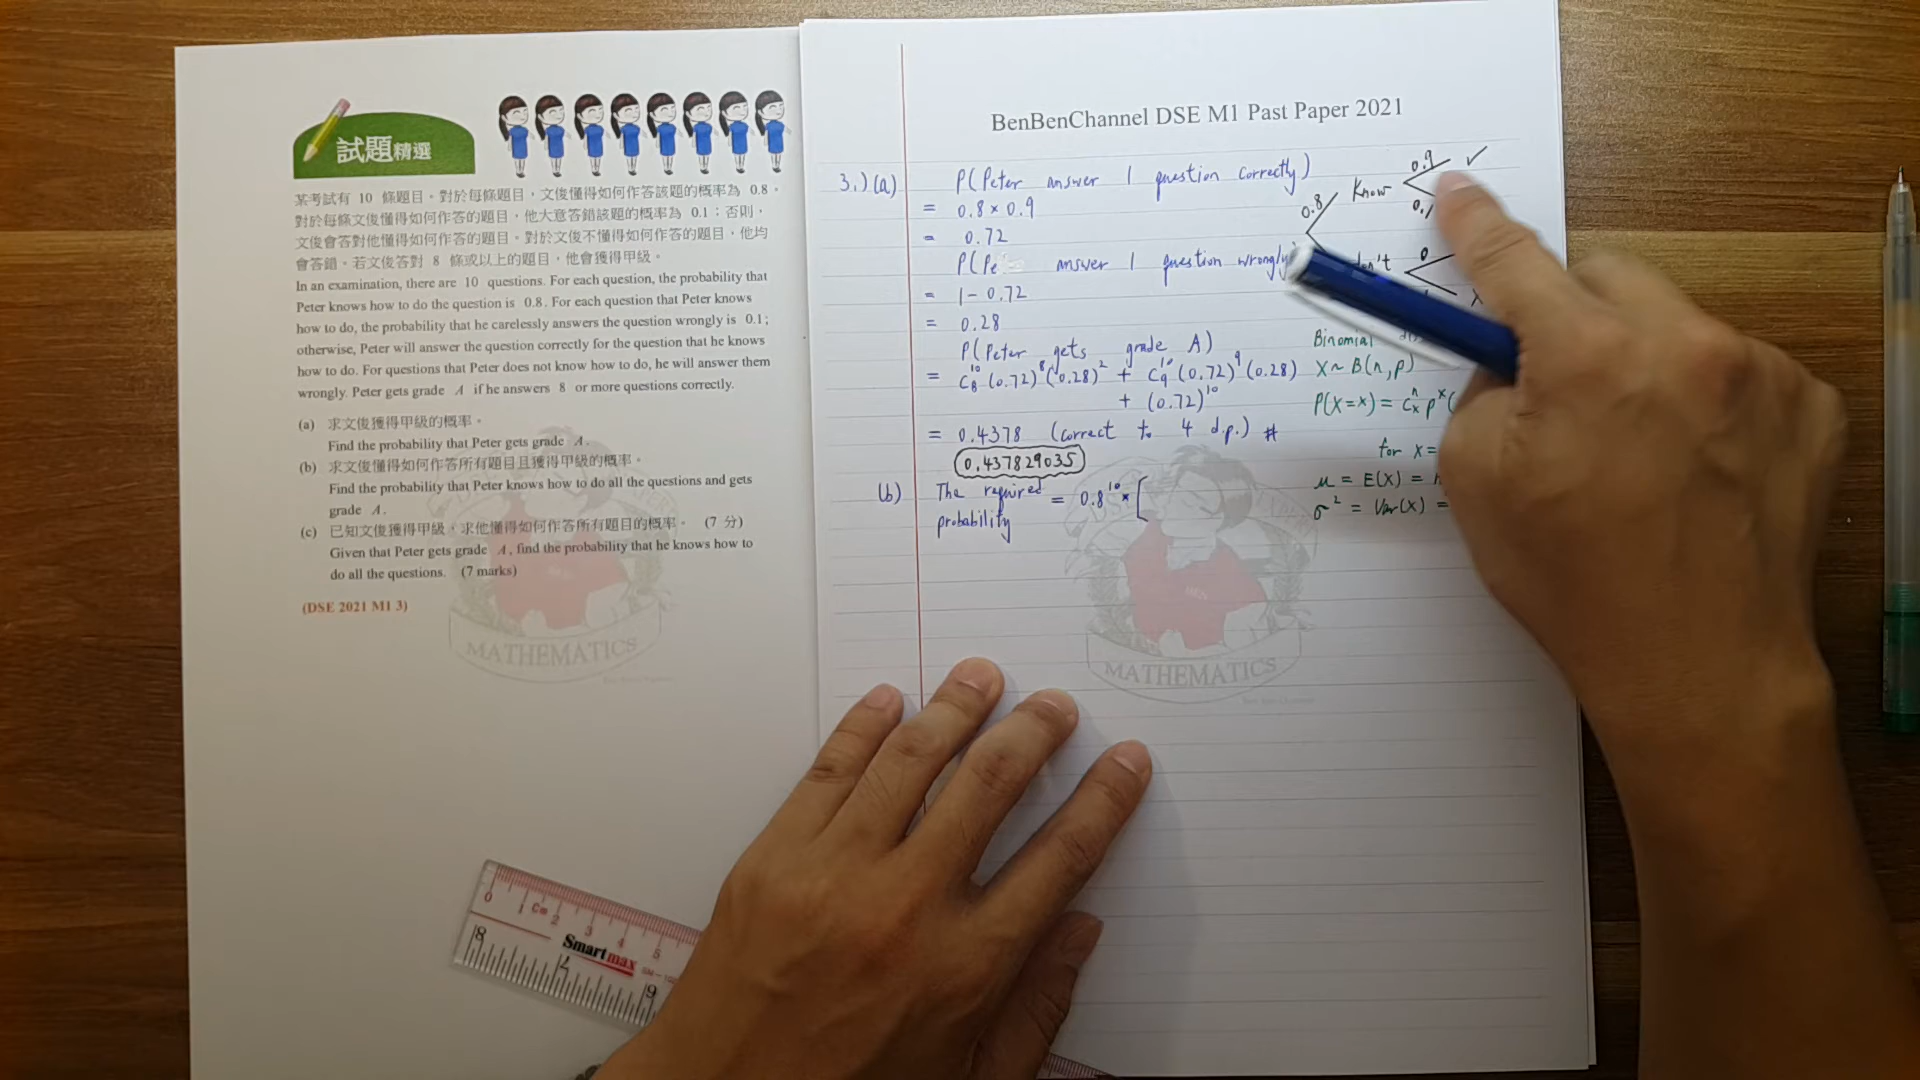 試題精選
某考試有 10 條題目。對於每條題目，文俊懂得如何作答該題的概率為 0.8。
對於每條文俊懂得如何作答的題目，他大意答錯該題的概率為 0.1；否則，
文俊會答對他懂得如何作答的題目。對於文俊不懂得如何作答的題目，他均
會答錯。若文俊答對 8 條或以上的題目，他會獲得甲級。
In an examination, there are 10 questions. For each question, the probability that
Peter knows how to do the question is 0.8. For each question that Peter knows
how to do, the probability that he carelessly answers the question wrongly is 0.1;
otherwise, Peter will answer the question correctly for the question that he knows
how to do. For questions that Peter does not know how to do, he will answer them
wrongly. Peter gets grade A if he answers 8 or more questions correctly.
(a) 求文俊獲得甲級的概率。
Find the probability that Peter gets grade A.
(b) 求文俊懂得如何作答所有題目且獲得甲級的概率。
Find the probability that Peter knows how to do all the questions and gets
grade A.
(c) 已知文俊獲得甲級，求他懂得如何作答所有題目的概率。 (7 分)
Given that Peter gets grade A, find the probability that he knows how to
do all the questions. (7 marks)
(DSE 2021 M1 3)
MATHEMATICS
BenBenChannel DSE M1 Past Paper 2021
3.) (a) P(Peter answer 1 question correctly)
= 0.8 × 0.9
= 0.72
P(Pe answer 1 question wrongly)
= 1 - 0.72
= 0.28
P(Peter gets grade A)
= C₈¹⁰ (0.72)⁸ (0.28)² + C₉¹⁰ (0.72)⁹ (0.28)
+ (0.72)¹⁰
= 0.4378 (correct to 4 d.p.) #
0.437829035
(b) The required probability = 0.8¹⁰ × [
0.8 Know 0.9 ✓
0.1
don't 0
X
Binomial
X ~ B(n, p)
P(X=x) = Cₓⁿ pˣ (
for x =
μ = E(X) =
σ² = Var(X) =
MATHEMATICS
Smartmax
0 1 Cm 2 3 4 5
8 7 6